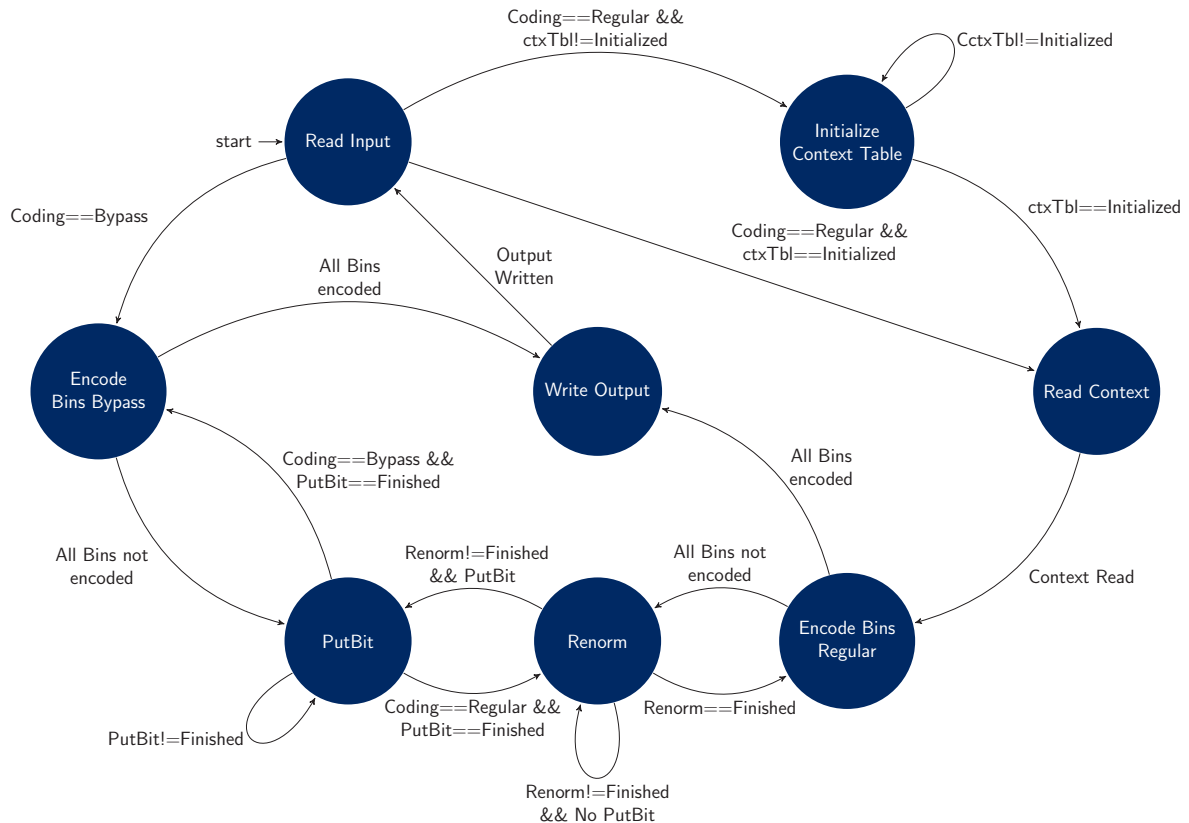 Coding==Regular &&
ctxTbl!=Initialized
CctxTbl!=Initialized
start
Read Input
Initialize
Context Table
Coding==Bypass
ctxTbl==Initialized
Coding==Regular &&
ctxTbl==Initialized
Output
Written
All Bins
encoded
Encode
Bins Bypass
Write Output
Read Context
Coding==Bypass &&
PutBit==Finished
All Bins
encoded
All Bins not
encoded
Renorm!=Finished
&& PutBit
All Bins not
encoded
Context Read
PutBit
Renorm
Encode Bins
Regular
Coding==Regular &&
PutBit==Finished
Renorm==Finished
PutBit!=Finished
Renorm!=Finished
&& No PutBit